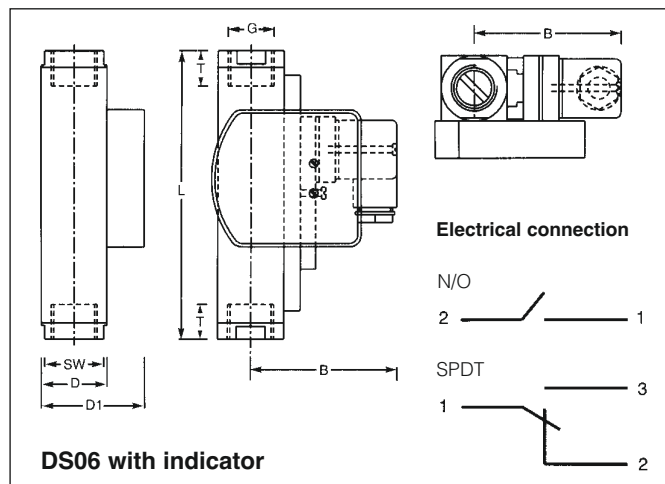 G
B
T
L
T
SW
D
D1
B
Electrical connection
N/O
2 1
SPDT
3
1
2
DS06 with indicator